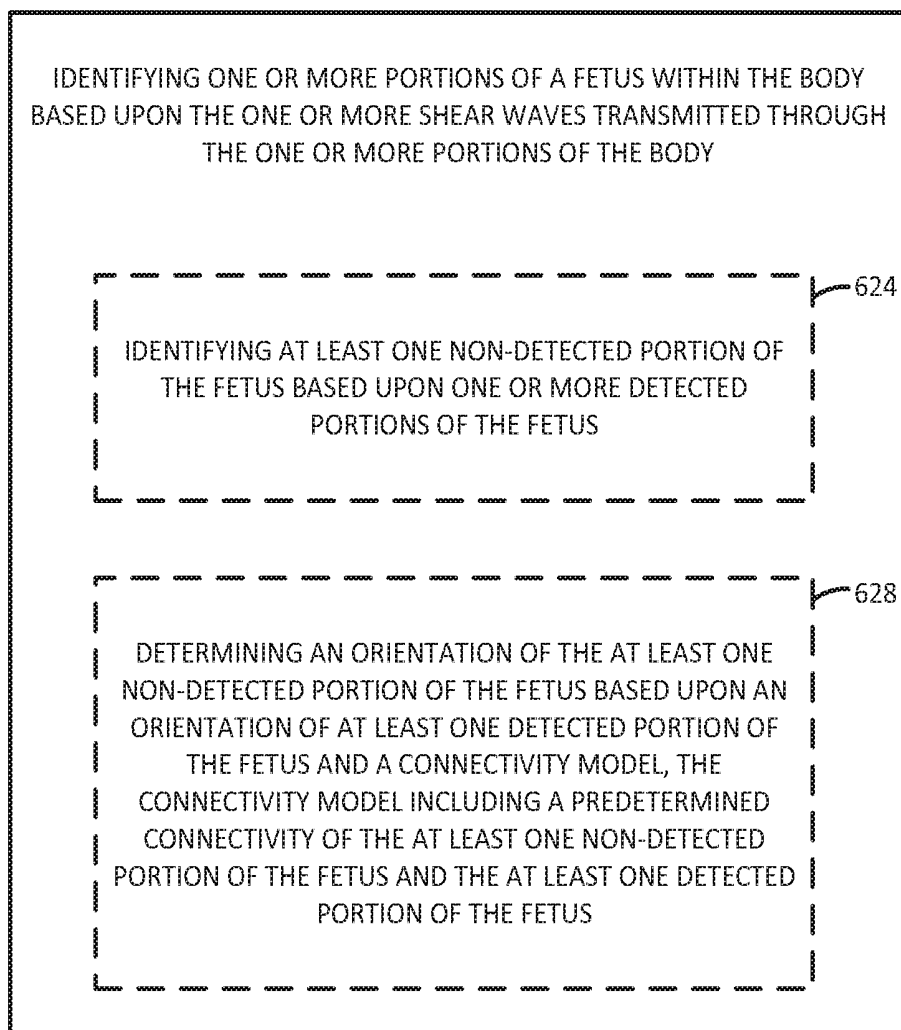 IDENTIFYING ONE OR MORE PORTIONS OF A FETUS WITHIN THE BODY
BASED UPON THE ONE OR MORE SHEAR WAVES TRANSMITTED THROUGH
THE ONE OR MORE PORTIONS OF THE BODY
624
IDENTIFYING AT LEAST ONE NON-DETECTED PORTION OF
THE FETUS BASED UPON ONE OR MORE DETECTED
PORTIONS OF THE FETUS
628
DETERMINING AN ORIENTATION OF THE AT LEAST ONE
NON-DETECTED PORTION OF THE FETUS BASED UPON AN
ORIENTATION OF AT LEAST ONE DETECTED PORTION OF
THE FETUS AND A CONNECTIVITY MODEL, THE
CONNECTIVITY MODEL INCLUDING A PREDETERMINED
CONNECTIVITY OF THE AT LEAST ONE NON-DETECTED
PORTION OF THE FETUS AND THE AT LEAST ONE DETECTED
PORTION OF THE FETUS